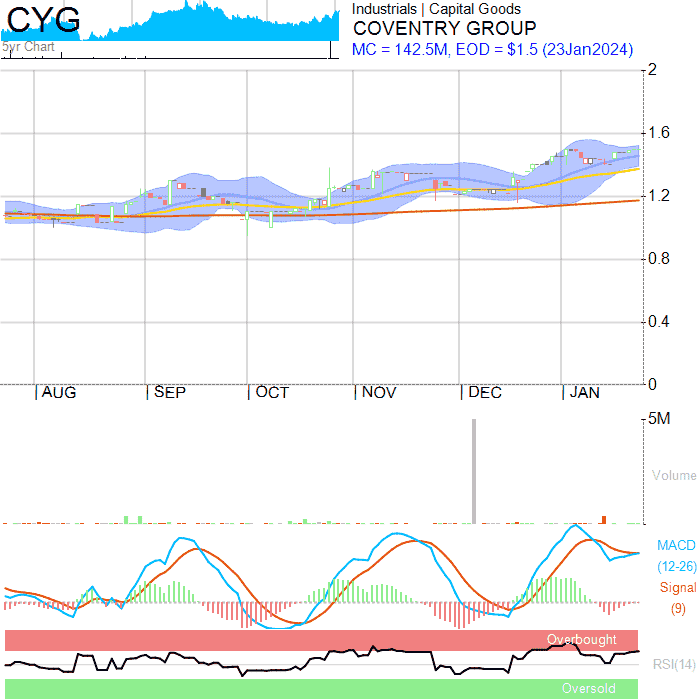 CYG
5yr Chart
Industrials | Capital Goods
COVENTRY GROUP
MC = 142.5M, EOD = $1.5 (23Jan2024)
2
1.6
1.2
0.8
0.4
0
AUG SEP OCT NOV DEC JAN
5M
Volume
MACD
(12-26)
Signal
(9)
Overbought
RSI(14)
Oversold